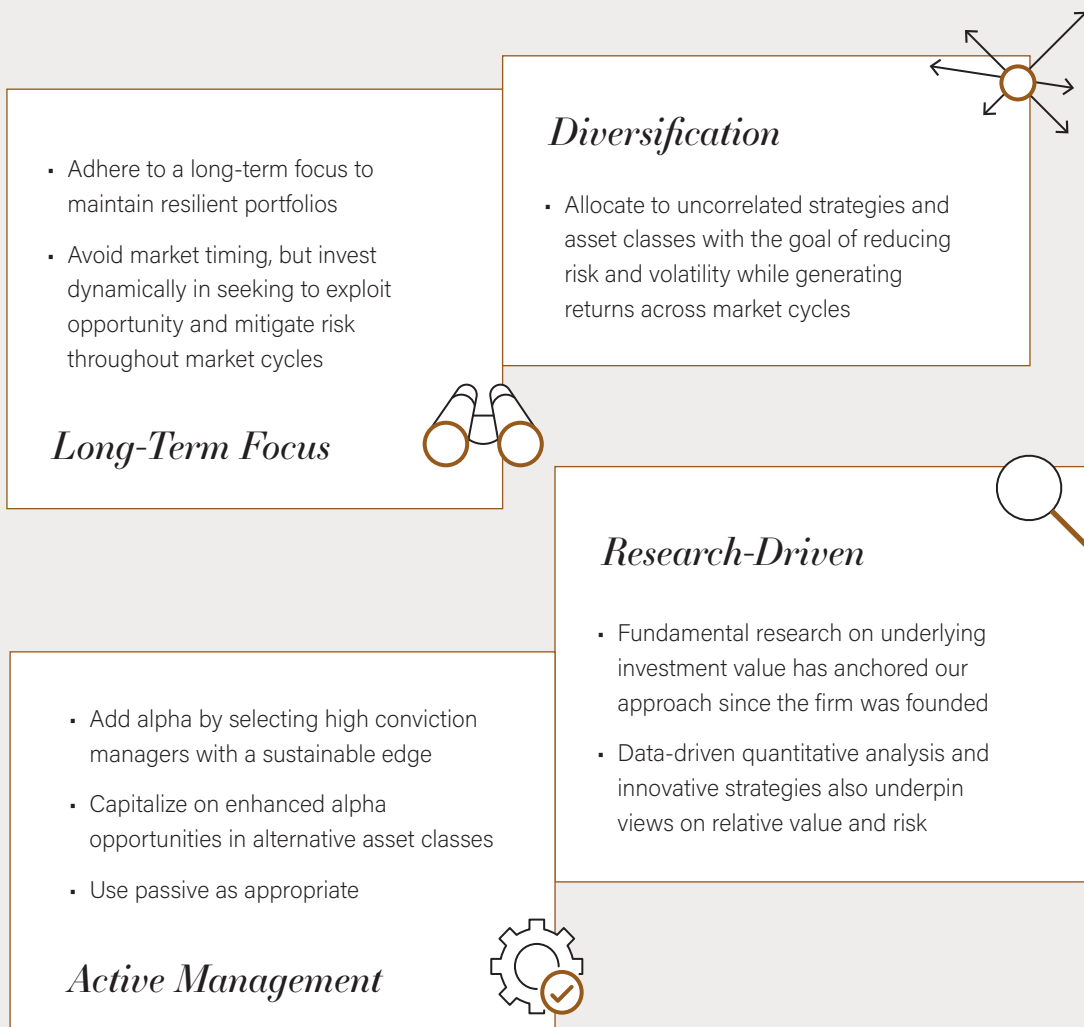 ▪ Adhere to a long-term focus to
maintain resilient portfolios
▪ Avoid market timing, but invest
dynamically in seeking to exploit
opportunity and mitigate risk
throughout market cycles
Long-Term Focus
Diversification
▪ Allocate to uncorrelated strategies and
asset classes with the goal of reducing
risk and volatility while generating
returns across market cycles
Research-Driven
▪ Fundamental research on underlying
investment value has anchored our
approach since the firm was founded
▪ Data-driven quantitative analysis and
innovative strategies also underpin
views on relative value and risk
▪ Add alpha by selecting high conviction
managers with a sustainable edge
▪ Capitalize on enhanced alpha
opportunities in alternative asset classes
▪ Use passive as appropriate
Active Management